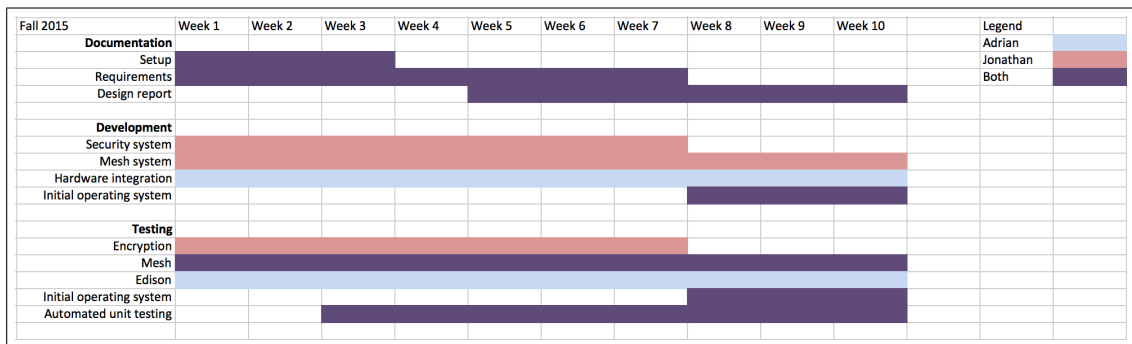 Fall 2015 Week 1 Week 2 Week 3 Week 4 Week 5 Week 6 Week 7 Week 8 Week 9 Week 10 Legend
Documentation Adrian
Setup Jonathan
Requirements Both
Design report
Development
Security system
Mesh system
Hardware integration
Initial operating system
Testing
Encryption
Mesh
Edison
Initial operating system
Automated unit testing